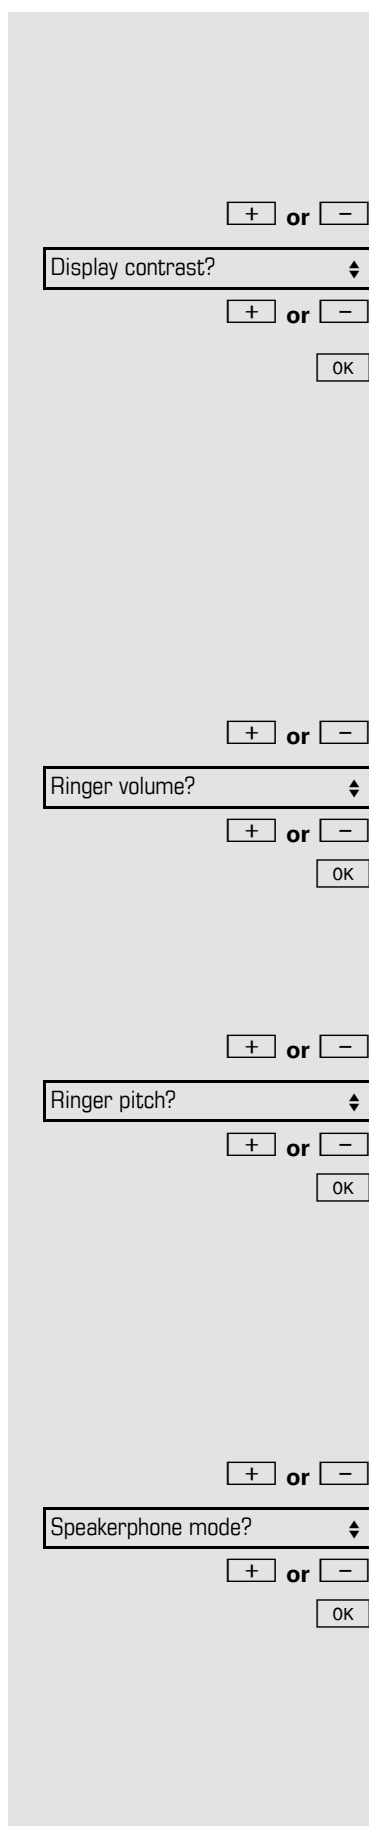 + or −
Display contrast?
+ or −
OK
+ or −
Ringer volume?
+ or −
OK
+ or −
Ringer pitch?
+ or −
OK
+ or −
Speakerphone mode?
+ or −
OK